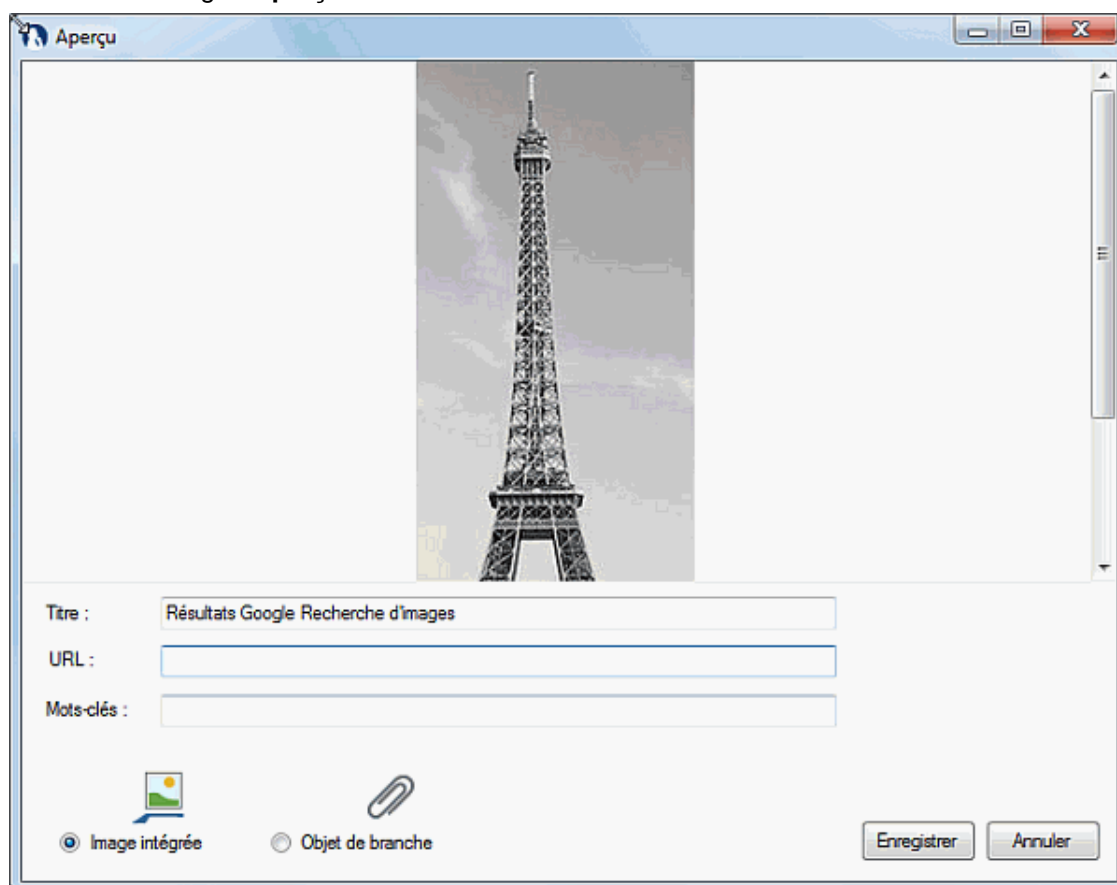 Aperçu
Titre :
Résultats Google Recherche d'images
URL :
Mots-clés :
Image intégrée
Objet de branche
Enregistrer
Annuler